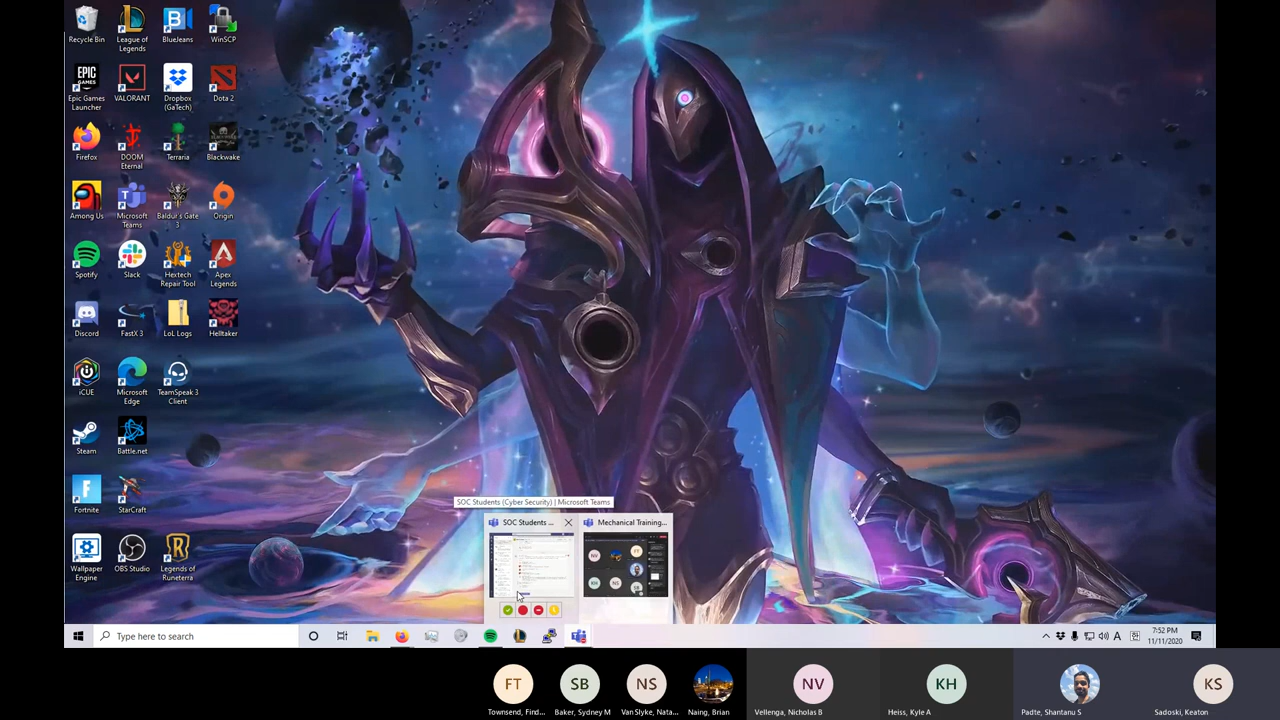 Recycle Bin
League of
Legends
BlueJeans
WinSCP
EPIC
GAMES
Epic Games
Launcher
VALORANT
Dropbox
(GaTech)
Dota 2
Firefox
DOOM
Eternal
Terraria
Blackwake
Among Us
Microsoft
Teams
Baldur's Gate
3
Origin
Spotify
Slack
Hextech
Repair Tool
Apex
Legends
Discord
FastX 3
LoL Logs
Helltaker
iCUE
Microsoft
Edge
TeamSpeak 3
Client
Steam
Battle.net
Fortnite
StarCraft
Wallpaper
Engine
OBS Studio
Legends of
Runeterra
SOC Students (Cyber Security) | Microsoft Teams
SOC Students ...
Mechanical Training...
Type here to search
7:52 PM
11/11/2020
FT
SB
NS
NV
KH
KS
Townsend, Find...
Baker, Sydney M
Van Slyke, Nata...
Naing, Brian
Vellenga, Nicholas B
Heiss, Kyle A
Padte, Shantanu S
Sadoski, Keaton